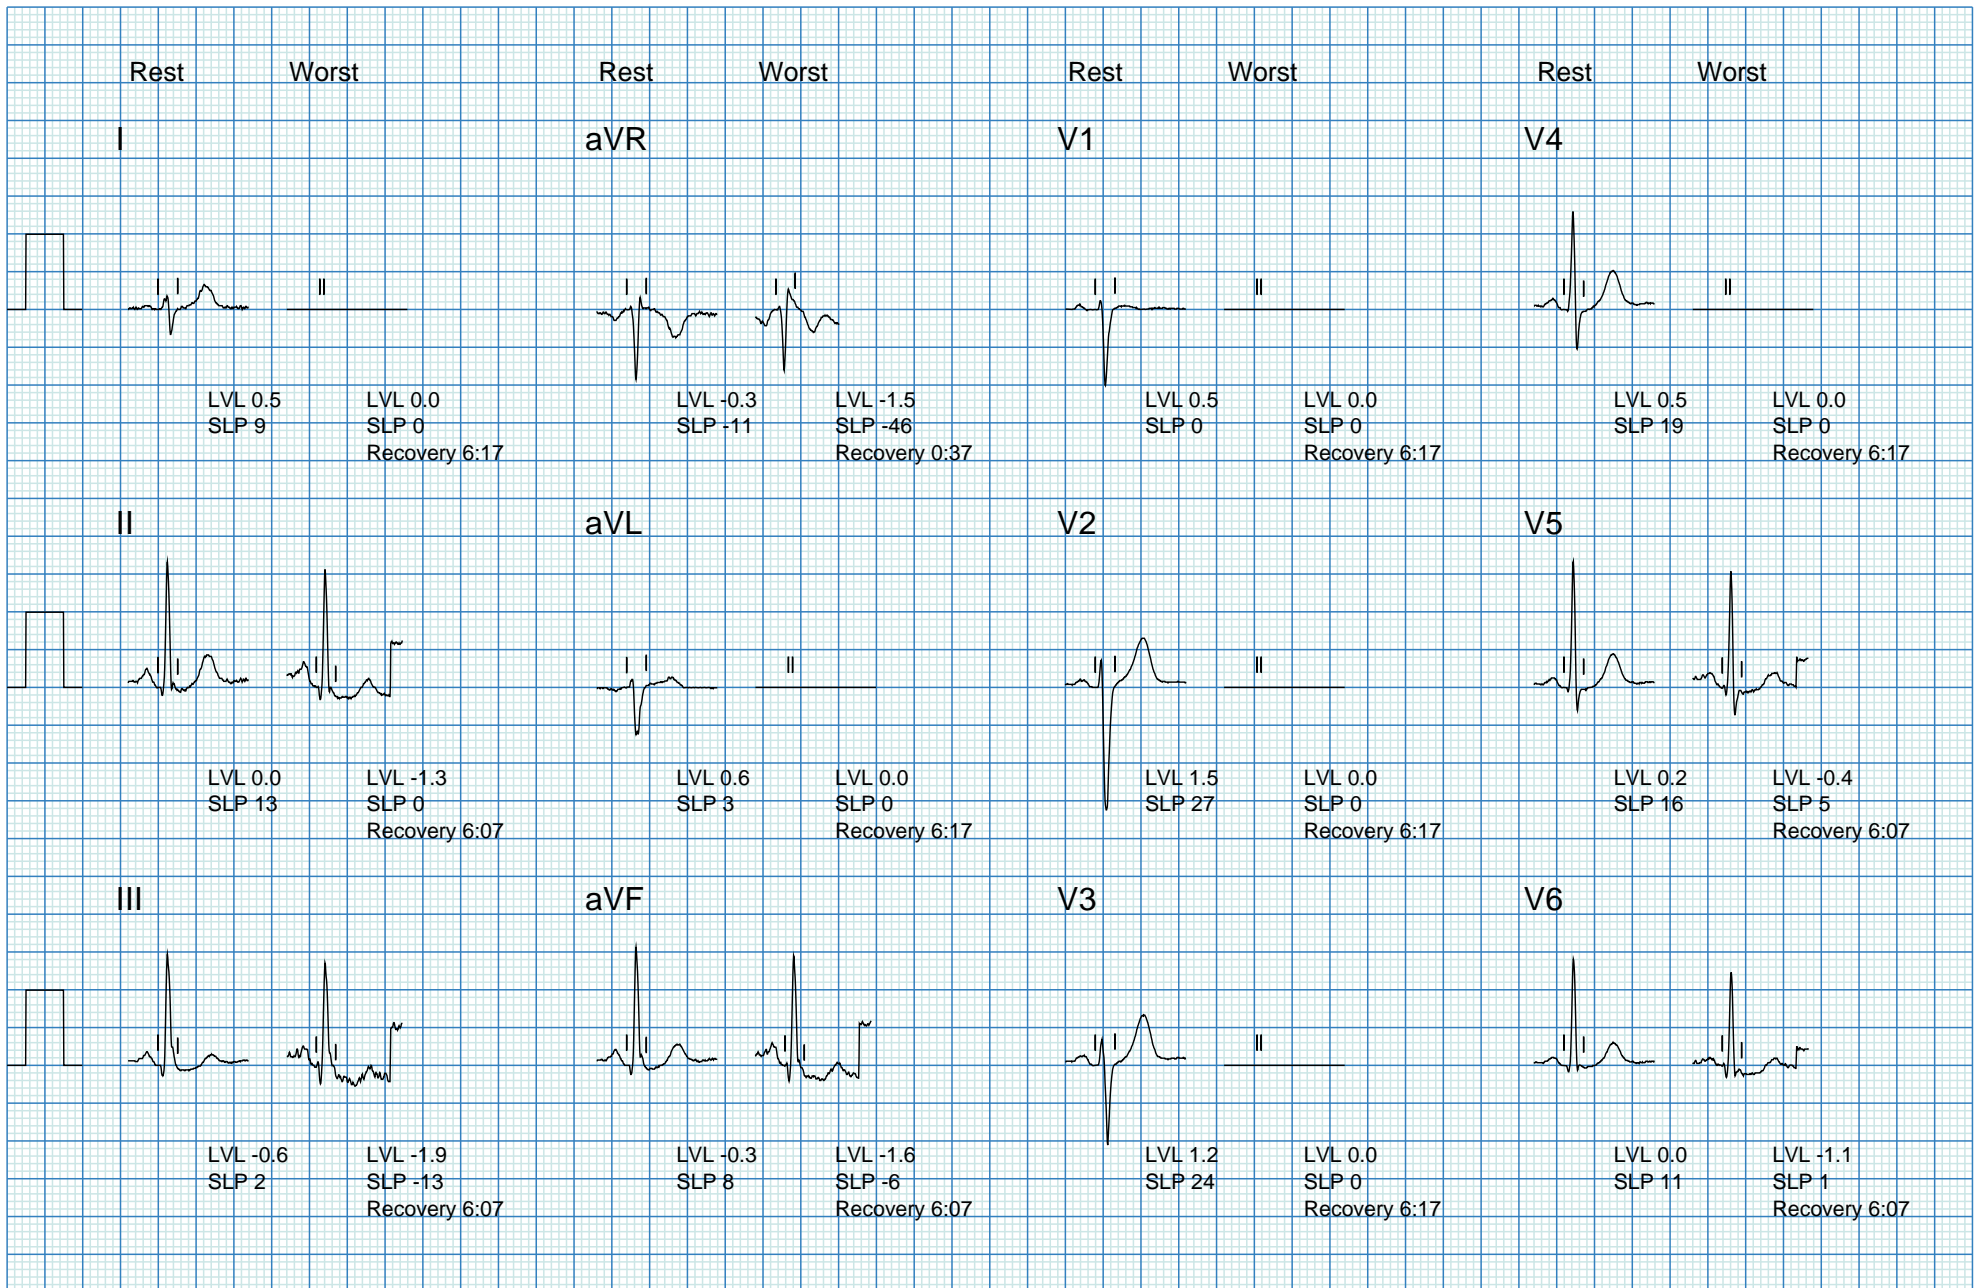 Rest Worst Rest Worst Rest Worst Rest Worst
I aVR V1 V4
LVL 0.5 LVL 0.0 LVL -0.3 LVL -1.5 LVL 0.5 LVL 0.0 LVL 0.5 LVL 0.0
SLP 9 SLP 0 SLP -11 SLP -46 SLP 0 SLP 0 SLP 19 SLP 0
Recovery 6:17 Recovery 0:37 Recovery 6:17 Recovery 6:17
II aVL V2 V5
LVL 0.0 LVL -1.3 LVL 0.6 LVL 0.0 LVL 1.5 LVL 0.0 LVL 0.2 LVL -0.4
SLP 13 SLP 0 SLP 3 SLP 0 SLP 27 SLP 0 SLP 16 SLP 5
Recovery 6:07 Recovery 6:17 Recovery 6:17 Recovery 6:07
III aVF V3 V6
LVL -0.6 LVL -1.9 LVL -0.3 LVL -1.6 LVL 1.2 LVL 0.0 LVL 0.0 LVL -1.1
SLP 2 SLP -13 SLP 8 SLP -6 SLP 24 SLP 0 SLP 11 SLP 1
Recovery 6:07 Recovery 6:07 Recovery 6:17 Recovery 6:07